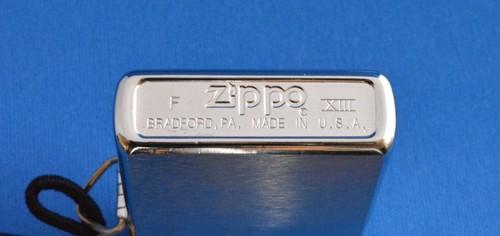 F Zippo © XIII
BRADFORD, PA. MADE IN U.S.A.